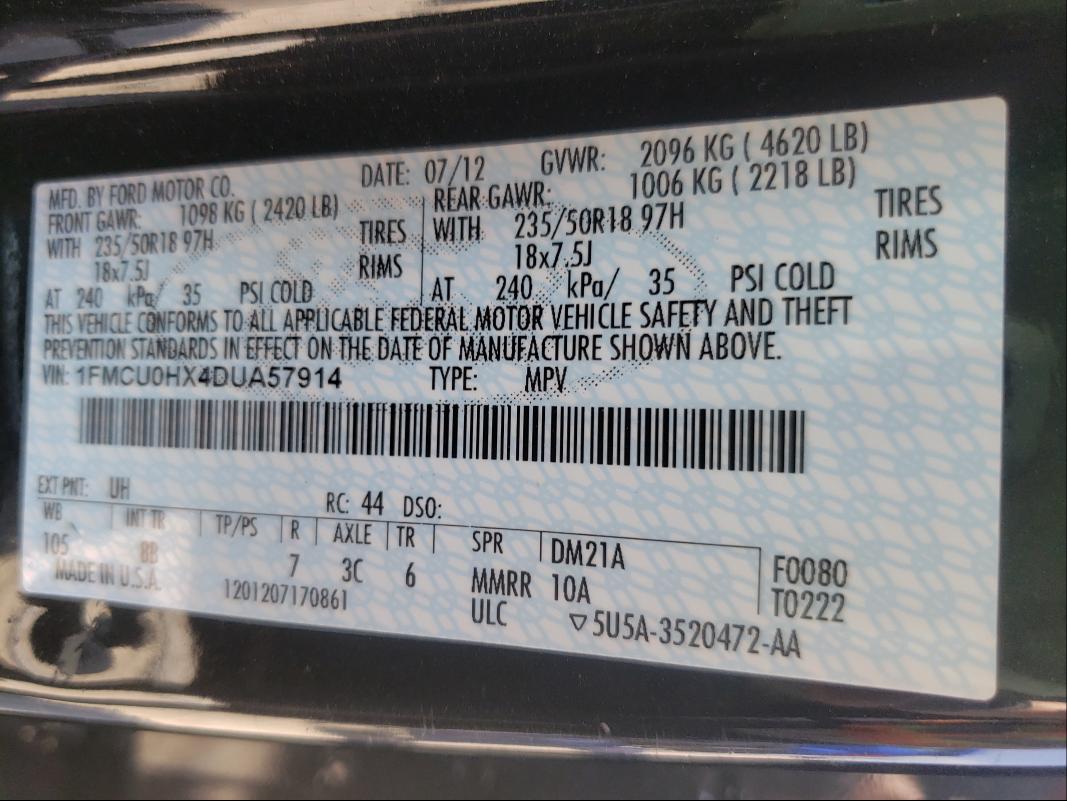 MFD. BY FORD MOTOR CO. DATE: 07/12 GVWR: 2096 KG ( 4620 LB)
FRONT GAWR: 1098 KG ( 2420 LB) REAR GAWR: 1006 KG ( 2218 LB)
WITH 235/50R18 97H TIRES WITH 235/50R18 97H TIRES
18x7.5J RIMS 18x7.5J RIMS
AT 240 kPa/ 35 PSI COLD AT 240 kPa/ 35 PSI COLD
THIS VEHICLE CONFORMS TO ALL APPLICABLE FEDERAL MOTOR VEHICLE SAFETY AND THEFT
PREVENTION STANDARDS IN EFFECT ON THE DATE OF MANUFACTURE SHOWN ABOVE.
VIN: 1FMCU0HX4DUA57914 TYPE: MPV
EXT PNT: UH RC: 44 DSO:
WB INT TR TP/PS R AXLE TR SPR DM21A F0080
105 8B 7 3C 6 MMRR 10A T0222
MADE IN U.S.A. 1201207170861 ULC ▽5U5A-3520472-AA